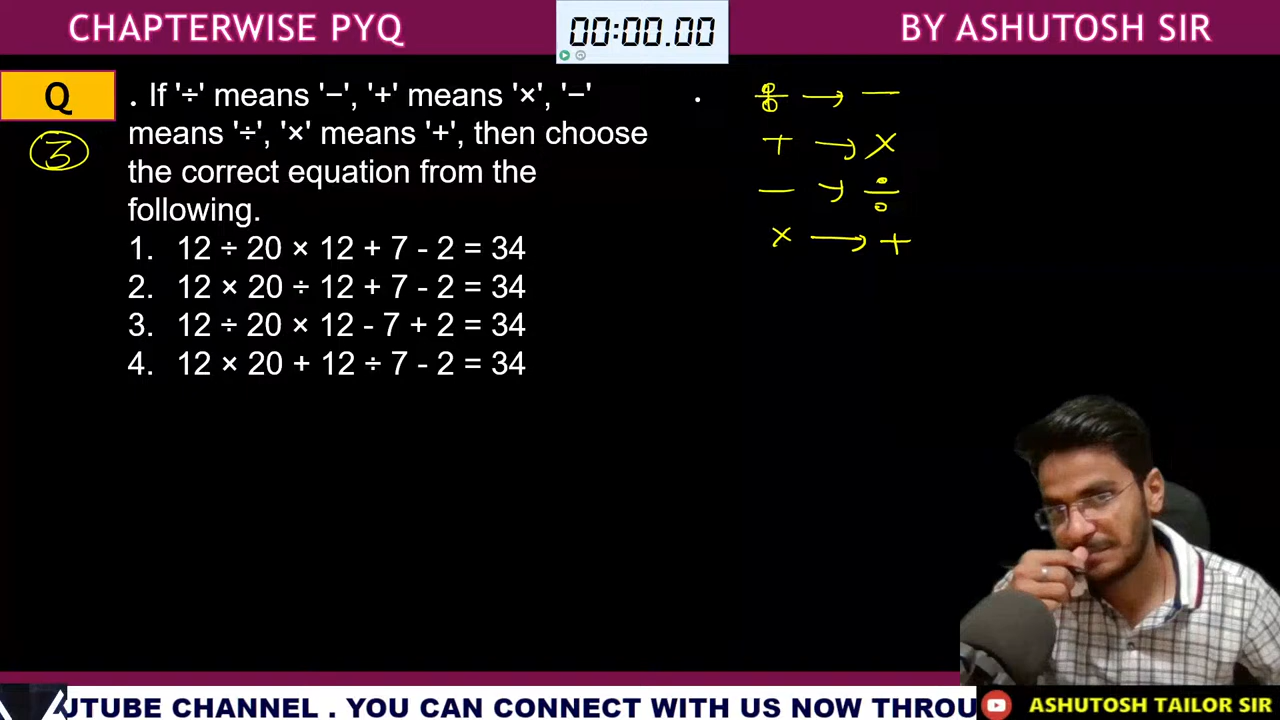 CHAPTERWISE PYQ
00:00.00
BY ASHUTOSH SIR
Q
. If '÷' means '−', '+' means '×', '−'
means '÷', '×' means '+', then choose
the correct equation from the
following.
1. 12 ÷ 20 × 12 + 7 - 2 = 34
2. 12 × 20 ÷ 12 + 7 - 2 = 34
3. 12 ÷ 20 × 12 - 7 + 2 = 34
4. 12 × 20 + 12 ÷ 7 - 2 = 34
3
÷ → −
+ → ×
− → ÷
× → +
UTUBE CHANNEL . YOU CAN CONNECT WITH US NOW THROU
ASHUTOSH TAILOR SIR